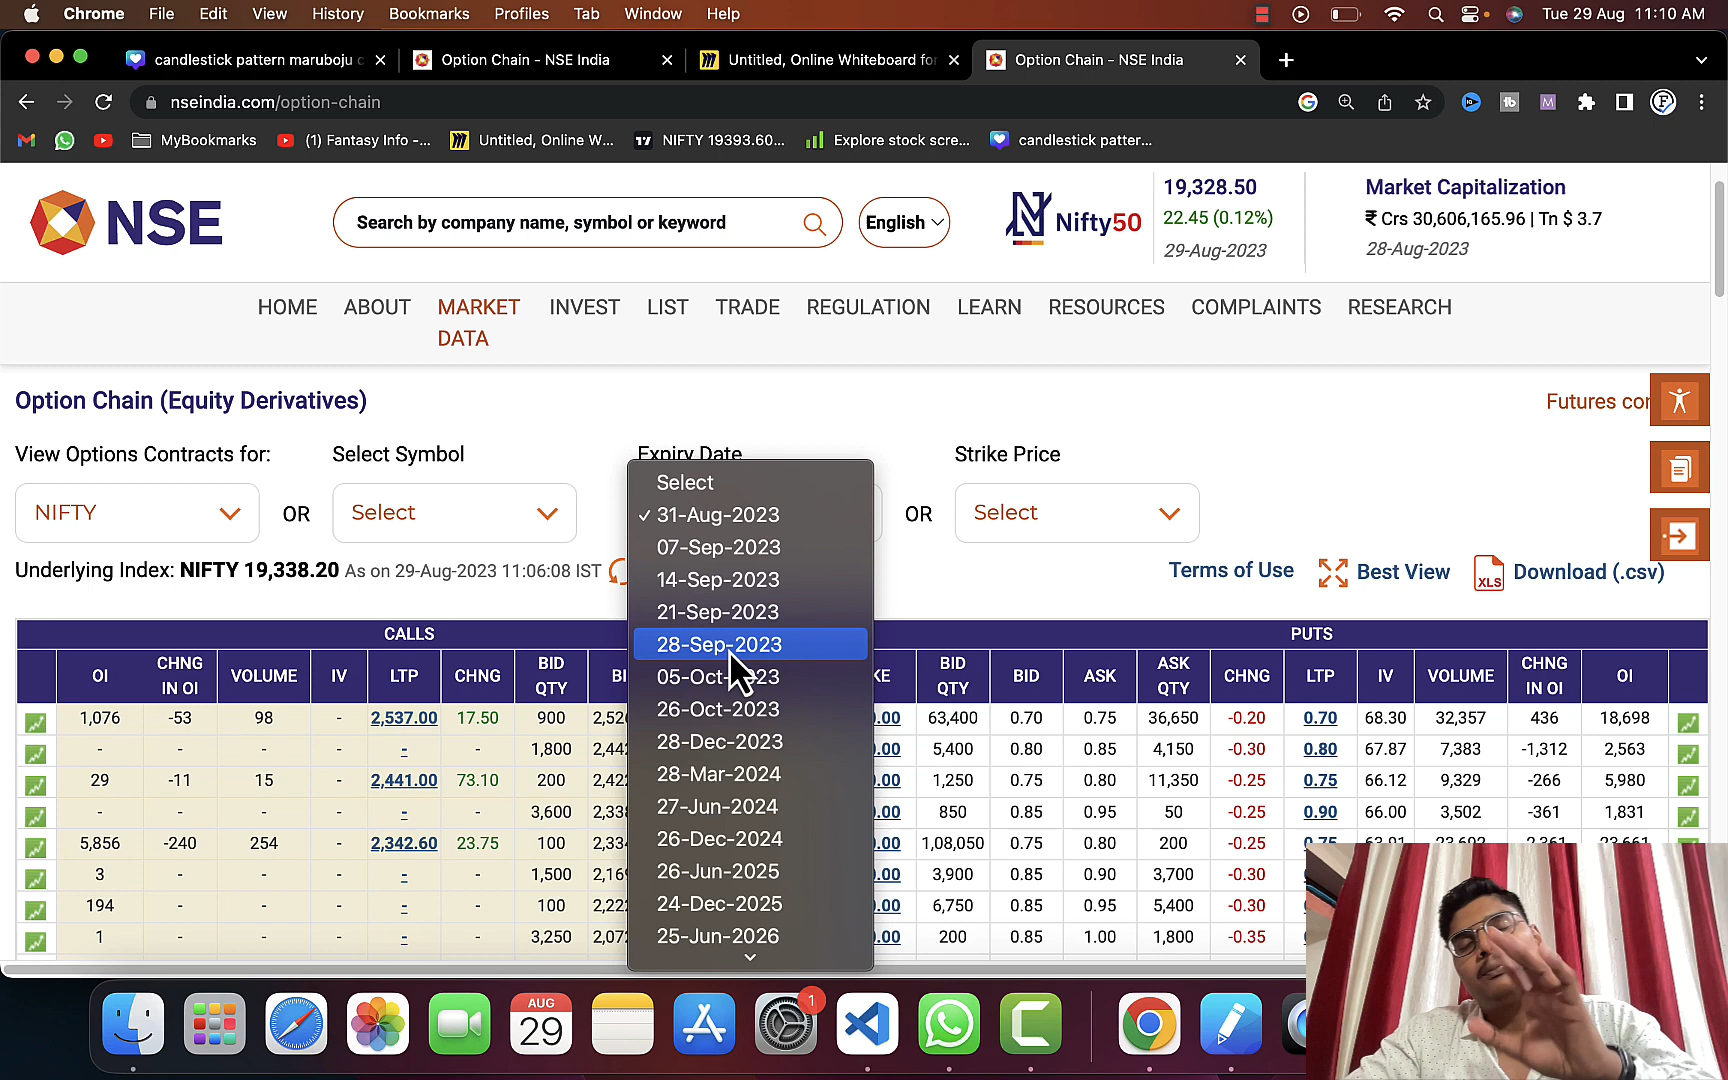 Chrome File Edit View History Bookmarks Profiles Tab Window Help Tue 29 Aug 11:10 AM
candlestick pattern maruboju Option Chain - NSE India Untitled, Online Whiteboard for Option Chain - NSE India
nseindia.com/option-chain
MyBookmarks (1) Fantasy Info -... Untitled, Online W... NIFTY 19393.60... Explore stock scre... candlestick patter...
NSE
Search by company name, symbol or keyword
English
Nifty50
19,328.50
22.45 (0.12%)
29-Aug-2023
Market Capitalization
₹ Crs 30,606,165.96 | Tn $ 3.7
28-Aug-2023
HOME ABOUT MARKET DATA INVEST LIST TRADE REGULATION LEARN RESOURCES COMPLAINTS RESEARCH
Option Chain (Equity Derivatives)
Futures
View Options Contracts for: Select Symbol Expiry Date Strike Price
NIFTY OR Select OR Select
Underlying Index: NIFTY 19,338.20 As on 29-Aug-2023 11:06:08 IST
Terms of Use Best View XLS Download (.csv)
Select
31-Aug-2023
07-Sep-2023
14-Sep-2023
21-Sep-2023
28-Sep-2023
05-Oct- 23
26-Oct-2023
28-Dec-2023
28-Mar-2024
27-Jun-2024
26-Dec-2024
26-Jun-2025
24-Dec-2025
25-Jun-2026
CALLS PUTS
OI CHNG IN OI VOLUME IV LTP CHNG BID QTY BID QTY BID ASK ASK QTY CHNG LTP IV VOLUME CHNG IN OI OI
1,076 -53 98 - 2,537.00 17.50 900 63,400 0.70 0.75 36,650 -0.20 0.70 68.30 32,357 436 18,698
- - - - - - 1,800 5,400 0.80 0.85 4,150 -0.30 0.80 67.87 7,383 -1,312 2,563
29 -11 15 - 2,441.00 73.10 200 1,250 0.75 0.80 11,350 -0.25 0.75 66.12 9,329 -266 5,980
- - - - - - 3,600 850 0.85 0.95 50 -0.25 0.90 66.00 3,502 -361 1,831
5,856 -240 254 - 2,342.60 23.75 100 1,08,050 0.75 0.80 200 -0.25
3 - - - - - 1,500 3,900 0.85 0.90 3,700 -0.30
194 - - - - - 100 6,750 0.85 0.95 5,400 -0.30
1 - - - - - 3,250 200 0.85 1.00 1,800 -0.35
AUG
29
1